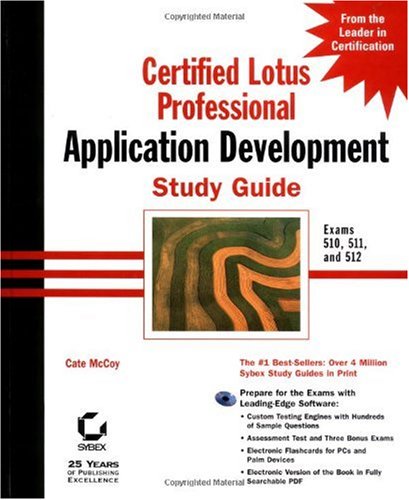 Copyrighted Material
From the
Leader in
Certification
Certified Lotus
Professional
Application Development
Study Guide
Exams
510, 511,
and 512
Cate McCoy
The #1 Best-Sellers: Over 4 Million
Sybex Study Guides in Print
Prepare for the Exams with
Leading-Edge Software:
• Custom Testing Engines with Hundreds
of Sample Questions
• Assessment Test and Three Bonus Exams
• Electronic Flashcards for PCs and
Palm Devices
• Electronic Version of the Book in Fully
Searchable PDF
SYBEX
25 YEARS
OF PUBLISHING
EXCELLENCE
Copyrighted Material